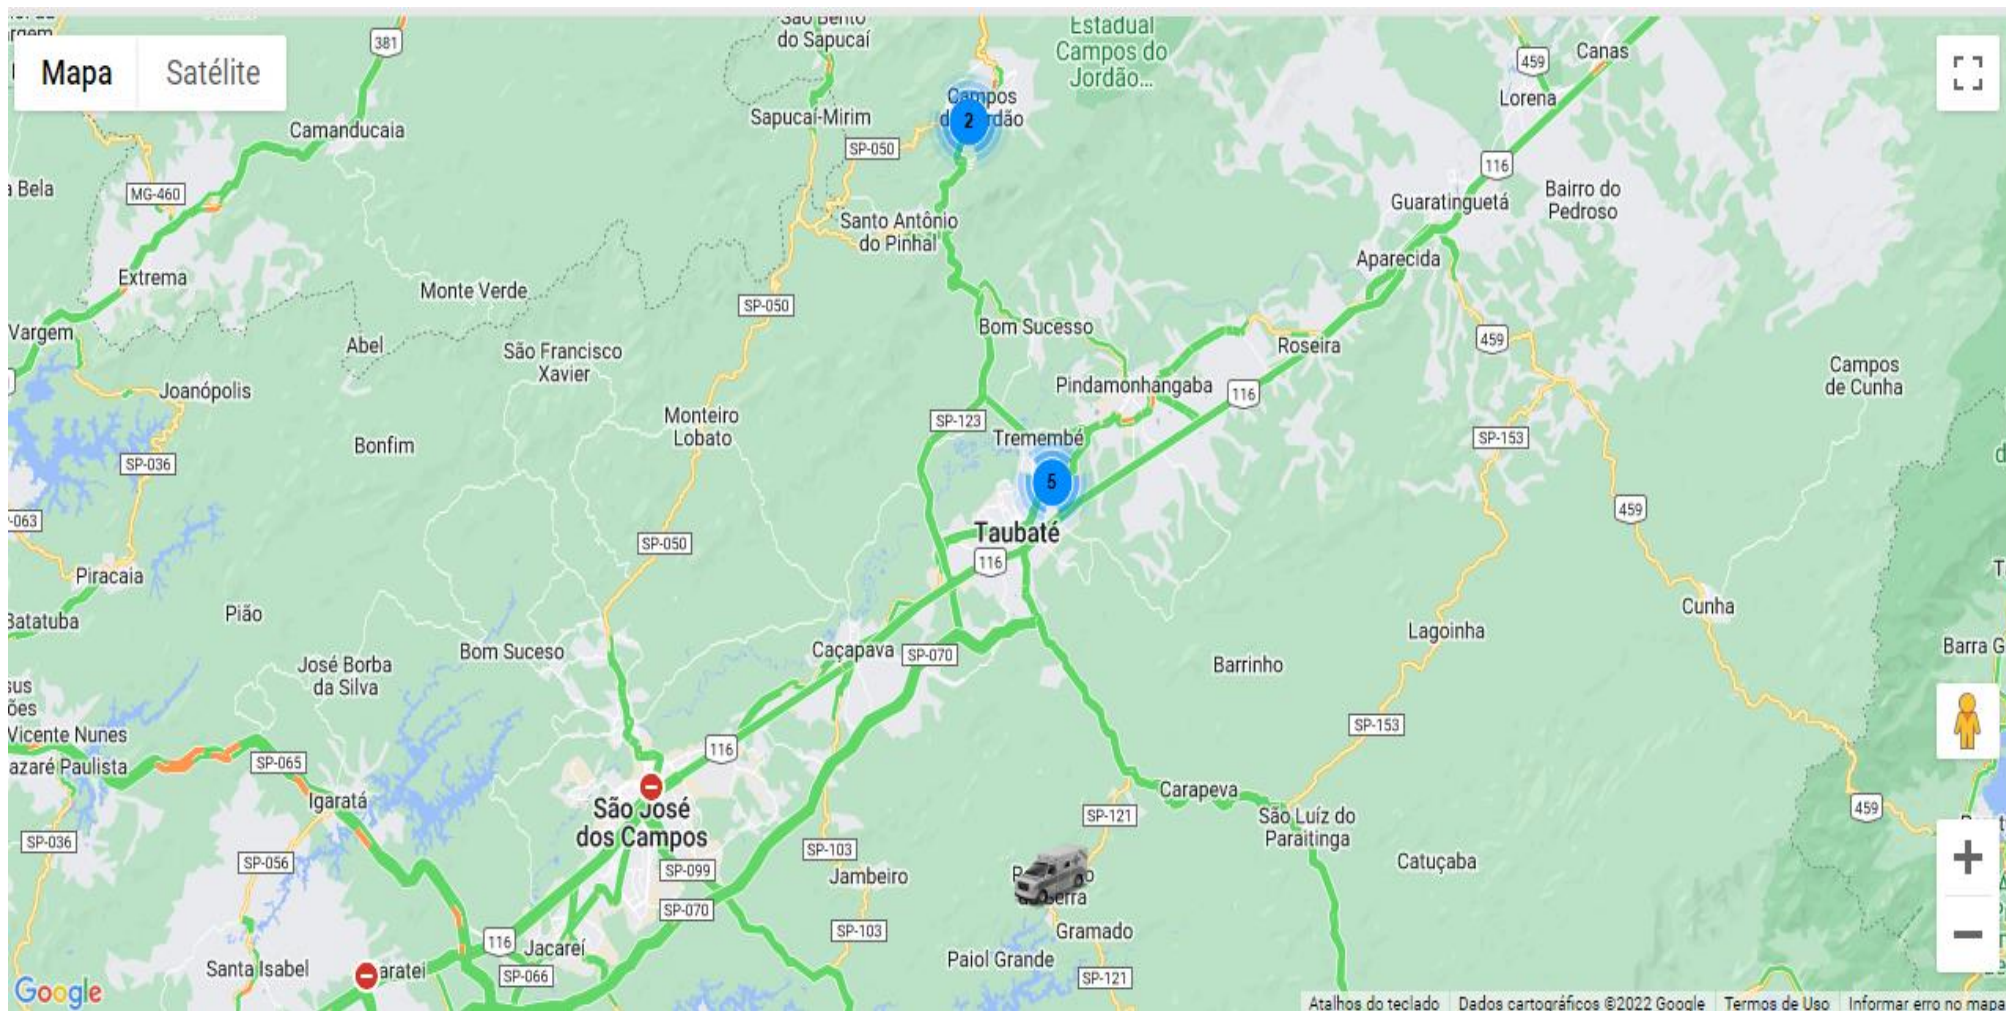 Mapa
Satélite
381
São Bento
do Sapucaí
Estadual
Campos do
Jordão...
459
Canas
Lorena
Camanducaia
Sapucaí-Mirim
Campos
2
SP-050
116
MG-460
Guaratinguetá
Bairro do
Pedroso
Santo Antônio
do Pinhal
Aparecida
Extrema
Monte Verde
SP-050
Bom Sucesso
Vargem
Abel
São Francisco
Xavier
Roseira
459
Joanópolis
Pindamonhangaba
116
Campos
de Cunha
Monteiro
Lobato
SP-123
Tremembé
SP-153
Bonfim
SP-036
5
459
Taubaté
SP-050
116
Piracaia
Pião
Batatuba
Cunha
Lagoinha
Bom Suceso
Caçapava
SP-070
Barrinho
Barra G
José Borba
da Silva
Vicente Nunes
SP-153
116
SP-065
azaré Paulista
Igaratá
São José
dos Campos
Carapeva
SP-121
São Luíz do
Paraitinga
459
SP-036
SP-056
SP-103
SP-099
Jambeiro
Catuçaba
SP-070
SP-103
Gramado
116
Jacareí
Paiol Grande
Santa Isabel
aratei
SP-066
SP-121
Google
Atalhos do teclado
Dados cartográficos ©2022 Google
Termos de Uso
Informar erro no mapa